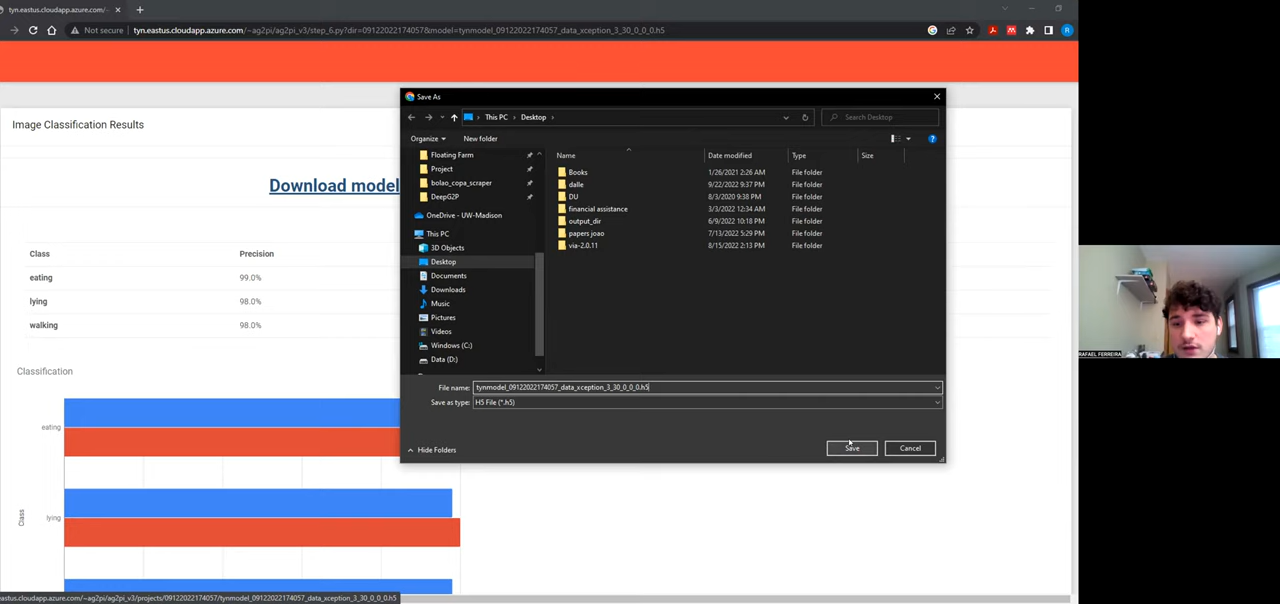 tyn.eastus.cloudapp.azure.com/
Not secure
tyn.eastus.cloudapp.azure.com/~ag2pi/ag2pi_v3/step_6.py?dir=09122022174057&model=tynmodel_09122022174057_data_xception_3_30_0_0_0.h5
R
Save As
This PC > Desktop >
Search Desktop
Organize
New folder
Image Classification Results
Download model
Class Precision
eating 99.0%
lying 98.0%
walking 98.0%
Classification
eating
lying
Class
Floating Farm
Project
bolao_copa_scraper
DeepG2P
OneDrive - UW-Madison
This PC
3D Objects
Desktop
Documents
Downloads
Music
Pictures
Videos
Windows (C:)
Data (D:)
Name Date modified Type Size
Books 1/26/2021 2:26 AM File folder
dalle 9/22/2022 9:37 PM File folder
DU 8/3/2020 9:38 PM File folder
financial assistance 3/3/2022 12:34 AM File folder
output_dir 6/9/2022 10:18 PM File folder
papers joao 7/13/2022 5:29 PM File folder
via-2.0.11 8/15/2022 2:13 PM File folder
File name: tynmodel_09122022174057_data_xception_3_30_0_0_0.h5
Save as type: H5 File (*.h5)
Hide Folders
Save
Cancel
RAFAEL FERREIRA
eastus.cloudapp.azure.com/~ag2pi/ag2pi_v3/projects/09122022174057/tynmodel_09122022174057_data_xception_3_30_0_0_0.h5